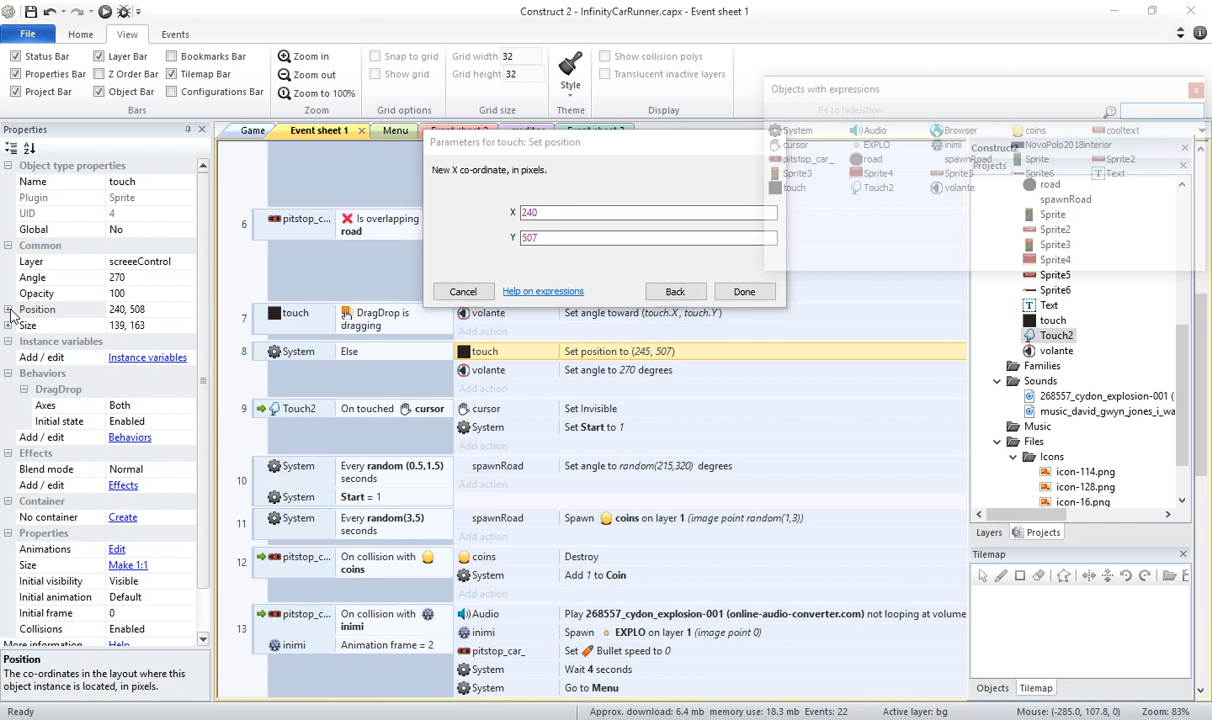 Construct 2 - InfinityCarRunner.capx - Event sheet 1
File Home View Events
Status Bar Layer Bar Bookmarks Bar
Properties Bar Z Order Bar Tilemap Bar
Project Bar Object Bar Configurations Bar
Bars
Zoom in
Zoom out
Zoom to 100%
Zoom
Snap to grid
Show grid
Grid options
Grid width 32
Grid height 32
Grid size
Style
Theme
Show collision polys
Translucent inactive layers
Display
Properties
Object type properties
Name touch
Plugin Sprite
UID 4
Global No
Common
Layer screeeControl
Angle 270
Opacity 100
Position 240, 508
Size 139, 163
Instance variables
Add / edit Instance variables
Behaviors
DragDrop
Axes Both
Initial state Enabled
Add / edit Behaviors
Effects
Blend mode Normal
Add / edit Effects
Container
No container Create
Properties
Animations Edit
Size Make 1:1
Initial visibility Visible
Initial animation Default
Initial frame 0
Collisions Enabled
More information Help
Position
The co-ordinates in the layout where this
object instance is located, in pixels.
Game Event sheet 1 Menu
Parameters for touch: Set position
New X co-ordinate, in pixels.
X 240
Y 507
Cancel Help on expressions Back Done
Objects with expressions
F4 to hide/show
System Audio Browser coins cooltext
cursor EXPLO inimi NovoPolo2018interior
pitstop_car_ road spawnRoad Sprite Sprite2
Sprite3 Sprite4 Sprite5 Sprite6 Text
touch Touch2 volante
6 pitstop_c... Is overlapping
road
7 touch DragDrop is
dragging
volante Set angle toward (touch.X, touch.Y)
8 System Else touch Set position to (245, 507)
volante Set angle to 270 degrees
Add action
9 Touch2 On touched cursor cursor Set Invisible
System Set Start to 1
Add action
10 System Every random (0.5,1.5)
seconds
System Start = 1
spawnRoad Set angle to random(215,320) degrees
Add action
11 System Every random(3,5)
seconds
spawnRoad Spawn coins on layer 1 (image point random(1,3))
Add action
12 pitstop_c... On collision with
coins
coins Destroy
System Add 1 to Coin
Add action
13 pitstop_c... On collision with
inimi
inimi Animation frame = 2
Audio Play 268557_cydon_explosion-001 (online-audio-converter.com) not looping at volume
inimi Spawn EXPLO on layer 1 (image point 0)
pitstop_car_ Set Bullet speed to 0
System Wait 4 seconds
System Go to Menu
Construct2
Projects
road
spawnRoad
Sprite
Sprite2
Sprite3
Sprite4
Sprite5
Sprite6
Text
touch
Touch2
volante
Families
Sounds
268557_cydon_explosion-001 (
music_david_gwyn_jones_i_wa
Music
Files
Icons
icon-114.png
icon-128.png
icon-16.png
Layers Projects
Tilemap
Objects Tilemap
Ready Approx. download: 6.4 mb memory use: 18.3 mb Events: 22 Active layer: bg Mouse: (-285.0, 107.8, 0) Zoom: 83%